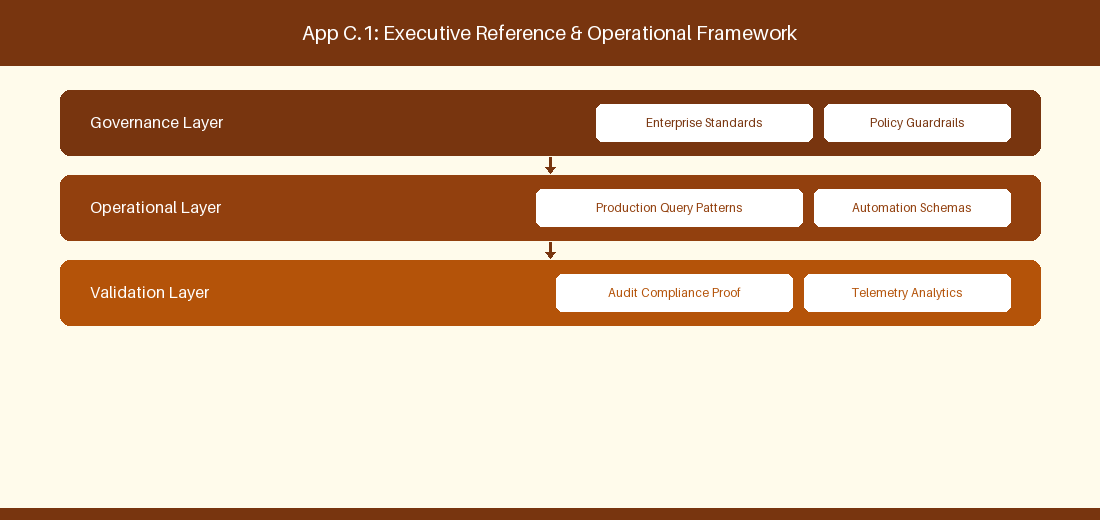 App C.1: Executive Reference & Operational Framework
Governance Layer
Enterprise Standards
Policy Guardrails
Operational Layer
Production Query Patterns
Automation Schemas
Validation Layer
Audit Compliance Proof
Telemetry Analytics